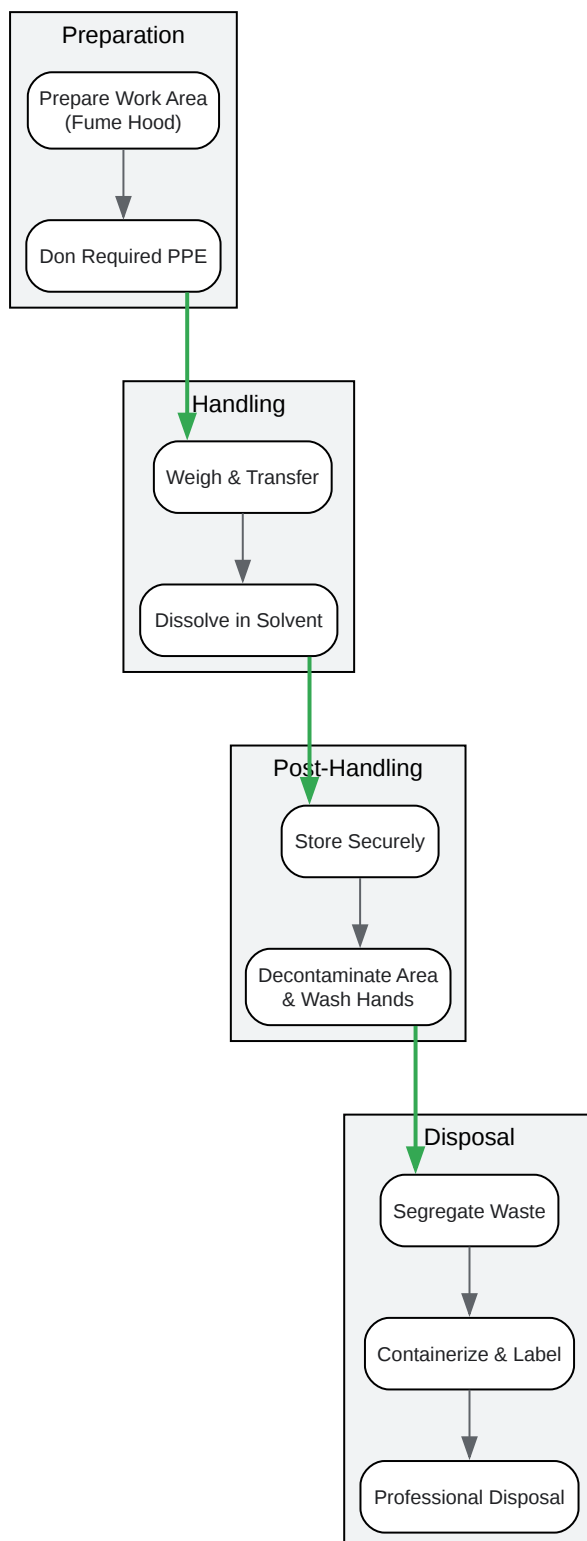 Preparation
Prepare Work Area
(Fume Hood)
Don Required PPE
Handling
Weigh & Transfer
Dissolve in Solvent
Post-Handling
Store Securely
Decontaminate Area
& Wash Hands
Disposal
Segregate Waste
Containerize & Label
Professional Disposal